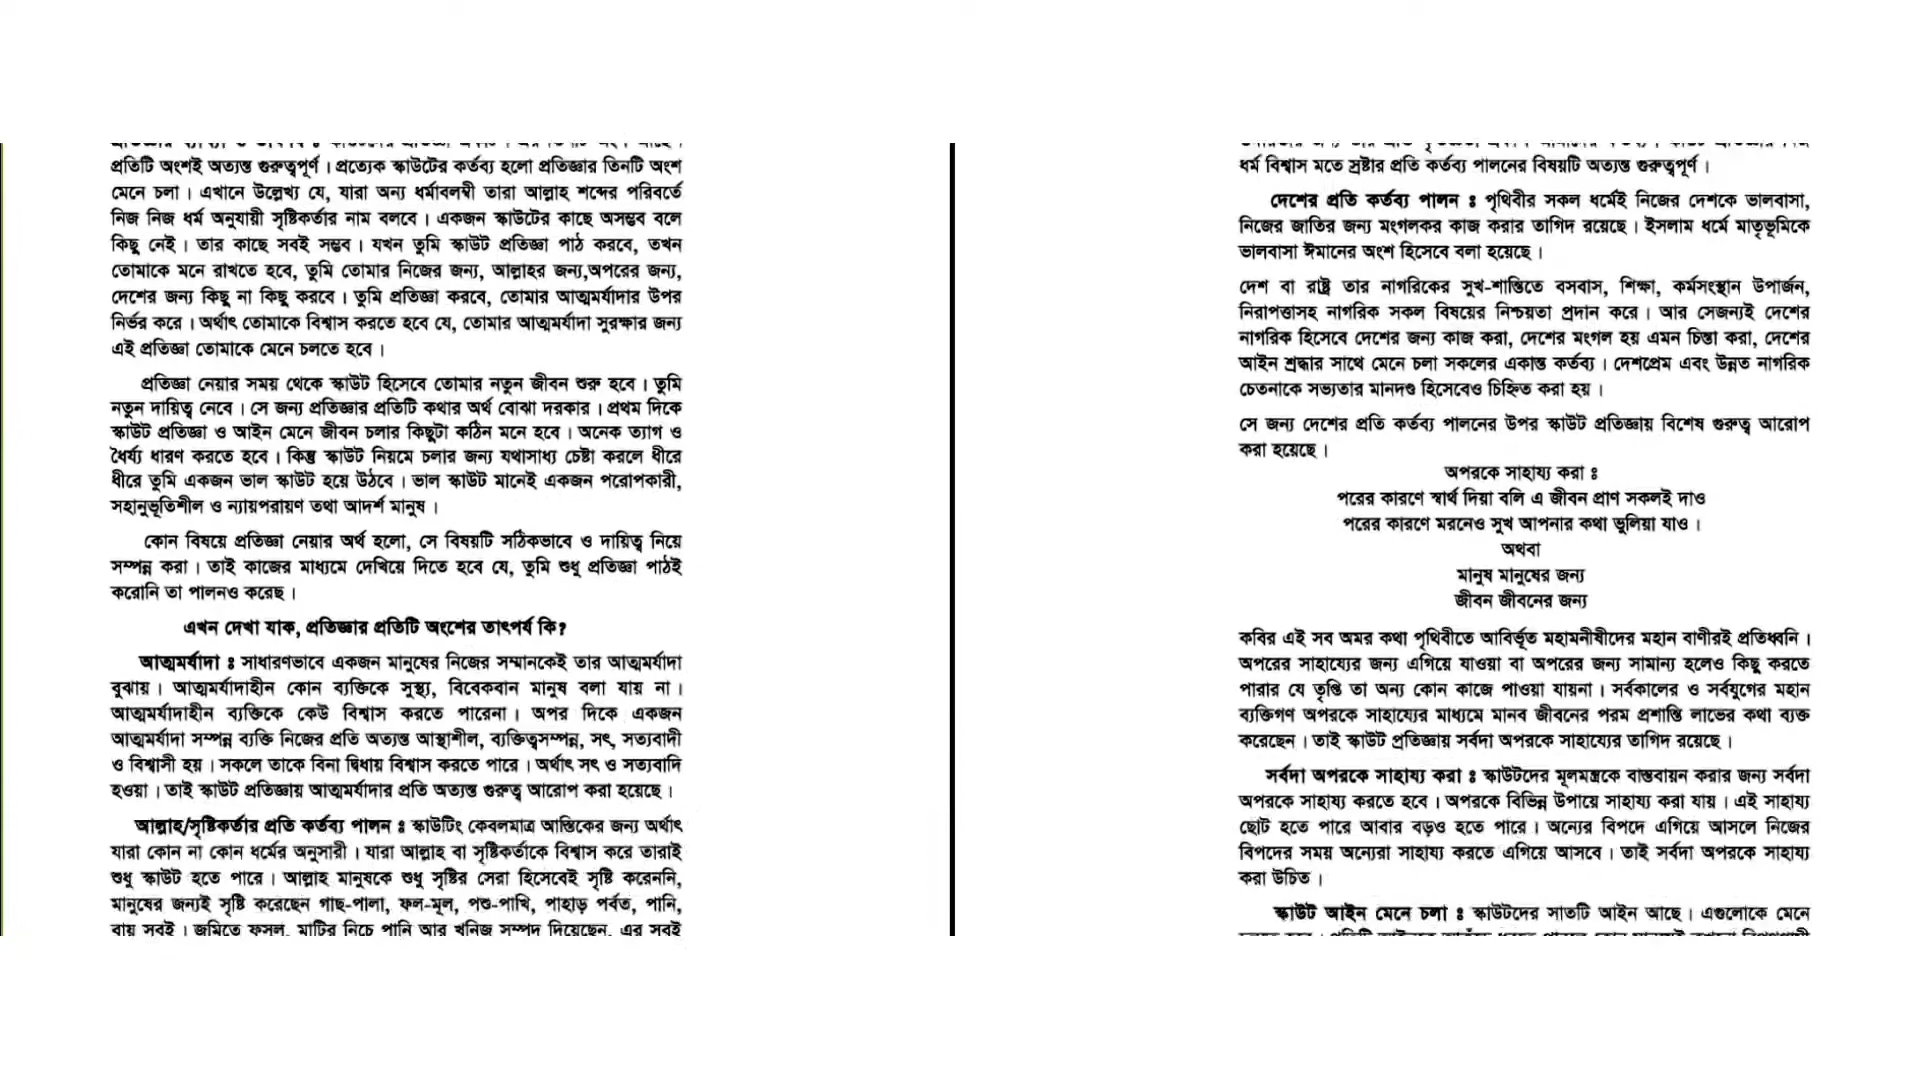 প্রতিটি অংশই অত্যন্ত গুরুত্বপূর্ণ। প্রত্যেক স্কাউটের কর্তব্য হলো প্রতিজ্ঞার তিনটি অংশ
মেনে চলা। এখানে উল্লেখ্য যে, যারা অন্য ধর্মাবলম্বী তারা আল্লাহ শব্দের পরিবর্তে
নিজ নিজ ধর্ম অনুযায়ী সৃষ্টিকর্তার নাম বলবে। একজন স্কাউটের কাছে অসম্ভব বলে
কিছু নেই। তার কাছে সবই সম্ভব। যখন তুমি স্কাউট প্রতিজ্ঞা পাঠ করবে, তখন
তোমাকে মনে রাখতে হবে, তুমি তোমার নিজের জন্য, আল্লাহর জন্য,অপরের জন্য,
দেশের জন্য কিছু না কিছু করবে। তুমি প্রতিজ্ঞা করবে, তোমার আত্মমর্যাদার উপর
নির্ভর করে। অর্থাৎ তোমাকে বিশ্বাস করতে হবে যে, তোমার আত্মমর্যাদা সুরক্ষার জন্য
এই প্রতিজ্ঞা তোমাকে মেনে চলতে হবে।
প্রতিজ্ঞা নেয়ার সময় থেকে স্কাউট হিসেবে তোমার নতুন জীবন শুরু হবে। তুমি
নতুন দায়িত্ব নেবে। সে জন্য প্রতিজ্ঞার প্রতিটি কথার অর্থ বোঝা দরকার। প্রথম দিকে
স্কাউট প্রতিজ্ঞা ও আইন মেনে জীবন চলার কিছুটা কঠিন মনে হবে। অনেক ত্যাগ ও
ধৈর্য্য ধারণ করতে হবে। কিন্তু স্কাউট নিয়মে চলার জন্য যথাসাধ্য চেষ্টা করলে ধীরে
ধীরে তুমি একজন ভাল স্কাউট হয়ে উঠবে। ভাল স্কাউট মানেই একজন পরোপকারী,
সহানুভূতিশীল ও ন্যায়পরায়ণ তথা আদর্শ মানুষ।
কোন বিষয়ে প্রতিজ্ঞা নেয়ার অর্থ হলো, সে বিষয়টি সঠিকভাবে ও দায়িত্ব নিয়ে
সম্পন্ন করা। তাই কাজের মাধ্যমে দেখিয়ে দিতে হবে যে, তুমি শুধু প্রতিজ্ঞা পাঠই
করোনি তা পালনও করেছ।
এখন দেখা যাক, প্রতিজ্ঞার প্রতিটি অংশের তাৎপর্য কি?
আত্মমর্যাদা ঃ সাধারণভাবে একজন মানুষের নিজের সম্মানকেই তার আত্মমর্যাদা
বুঝায়। আত্মমর্যাদাহীন কোন ব্যক্তিকে সুস্থ্য, বিবেকবান মানুষ বলা যায় না।
আত্মমর্যাদাহীন ব্যক্তিকে কেউ বিশ্বাস করতে পারেনা। অপর দিকে একজন
আত্মমর্যাদা সম্পন্ন ব্যক্তি নিজের প্রতি অত্যন্ত আস্থাশীল, ব্যক্তিত্বসম্পন্ন, সৎ, সত্যবাদী
ও বিশ্বাসী হয়। সকলে তাকে বিনা দ্বিধায় বিশ্বাস করতে পারে। অর্থাৎ সৎ ও সত্যবাদি
হওয়া। তাই স্কাউট প্রতিজ্ঞায় আত্মমর্যাদার প্রতি অত্যন্ত গুরুত্ব আরোপ করা হয়েছে।
আল্লাহ/সৃষ্টিকর্তার প্রতি কর্তব্য পালন ঃ স্কাউটিং কেবলমাত্র আস্তিকের জন্য অর্থাৎ
যারা কোন না কোন ধর্মের অনুসারী। যারা আল্লাহ বা সৃষ্টিকর্তাকে বিশ্বাস করে তারাই
শুধু স্কাউট হতে পারে। আল্লাহ মানুষকে শুধু সৃষ্টির সেরা হিসেবেই সৃষ্টি করেননি,
মানুষের জন্যই সৃষ্টি করেছেন গাছ-পালা, ফল-মূল, পশু-পাখি, পাহাড় পর্বত, পানি,
বায়ু সবই। জমিতে ফসল, মাটির নিচে পানি আর খনিজ সম্পদ দিয়েছেন, এর সবই
ধর্ম বিশ্বাস মতে স্রষ্টার প্রতি কর্তব্য পালনের বিষয়টি অত্যন্ত গুরুত্বপূর্ণ।
দেশের প্রতি কর্তব্য পালন ঃ পৃথিবীর সকল ধর্মেই নিজের দেশকে ভালবাসা,
নিজের জাতির জন্য মংগলকর কাজ করার তাগিদ রয়েছে। ইসলাম ধর্মে মাতৃভূমিকে
ভালবাসা ঈমানের অংশ হিসেবে বলা হয়েছে।
দেশ বা রাষ্ট্র তার নাগরিকের সুখ-শান্তিতে বসবাস, শিক্ষা, কর্মসংস্থান উপার্জন,
নিরাপত্তাসহ নাগরিক সকল বিষয়ের নিশ্চয়তা প্রদান করে। আর সেজন্যই দেশের
নাগরিক হিসেবে দেশের জন্য কাজ করা, দেশের মংগল হয় এমন চিন্তা করা, দেশের
আইন শ্রদ্ধার সাথে মেনে চলা সকলের একান্ত কর্তব্য। দেশপ্রেম এবং উন্নত নাগরিক
চেতনাকে সভ্যতার মানদণ্ড হিসেবেও চিহ্নিত করা হয়।
সে জন্য দেশের প্রতি কর্তব্য পালনের উপর স্কাউট প্রতিজ্ঞায় বিশেষ গুরুত্ব আরোপ
করা হয়েছে।
অপরকে সাহায্য করা ঃ
পরের কারণে স্বার্থ দিয়া বলি এ জীবন প্রাণ সকলই দাও
পরের কারণে মরনেও সুখ আপনার কথা ভুলিয়া যাও।
অথবা
মানুষ মানুষের জন্য
জীবন জীবনের জন্য
কবির এই সব অমর কথা পৃথিবীতে আবির্ভূত মহামনীষীদের মহান বাণীরই প্রতিধ্বনি।
অপরের সাহায্যের জন্য এগিয়ে যাওয়া বা অপরের জন্য সামান্য হলেও কিছু করতে
পারার যে তৃপ্তি তা অন্য কোন কাজে পাওয়া যায়না। সর্বকালের ও সর্বযুগের মহান
ব্যক্তিগণ অপরকে সাহায্যের মাধ্যমে মানব জীবনের পরম প্রশান্তি লাভের কথা ব্যক্ত
করেছেন। তাই স্কাউট প্রতিজ্ঞায় সর্বদা অপরকে সাহায্যের তাগিদ রয়েছে।
সর্বদা অপরকে সাহায্য করা ঃ স্কাউটদের মূলমন্ত্রকে বাস্তবায়ন করার জন্য সর্বদা
অপরকে সাহায্য করতে হবে। অপরকে বিভিন্ন উপায়ে সাহায্য করা যায়। এই সাহায্য
ছোট হতে পারে আবার বড়ও হতে পারে। অন্যের বিপদে এগিয়ে আসলে নিজের
বিপদের সময় অন্যেরা সাহায্য করতে এগিয়ে আসবে। তাই সর্বদা অপরকে সাহায্য
করা উচিত।
স্কাউট আইন মেনে চলা ঃ স্কাউটদের সাতটি আইন আছে। এগুলোকে মেনে